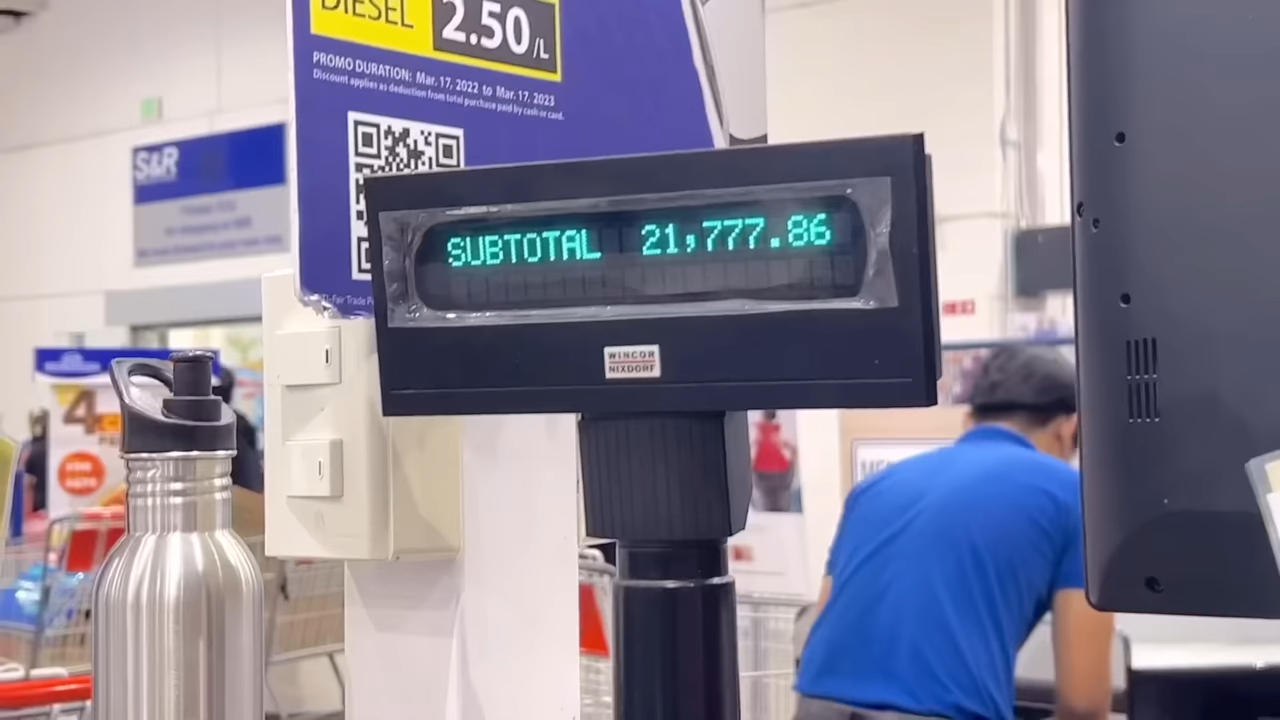 DIESEL
2.50/L
PROMO DURATION: Mar. 17, 2022 to Mar. 17, 2023
Discount applies as deduction from total purchase paid by cash or card.
S&R
SUBTOTAL 21,777.86
WINCOR
NIXDORF
4